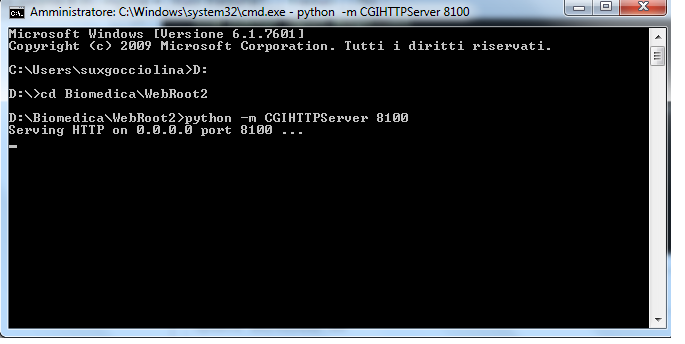 Amministratore: C:\Windows\system32\cmd.exe - python -m CGIHTTPServer 8100
Microsoft Windows [Versione 6.1.7601]
Copyright (c) 2009 Microsoft Corporation. Tutti i diritti riservati.
C:\Users\suxgocciolina>D:
D:\>cd Biomedica\WebRoot2
D:\Biomedica\WebRoot2>python -m CGIHTTPServer 8100
Serving HTTP on 0.0.0.0 port 8100 ...